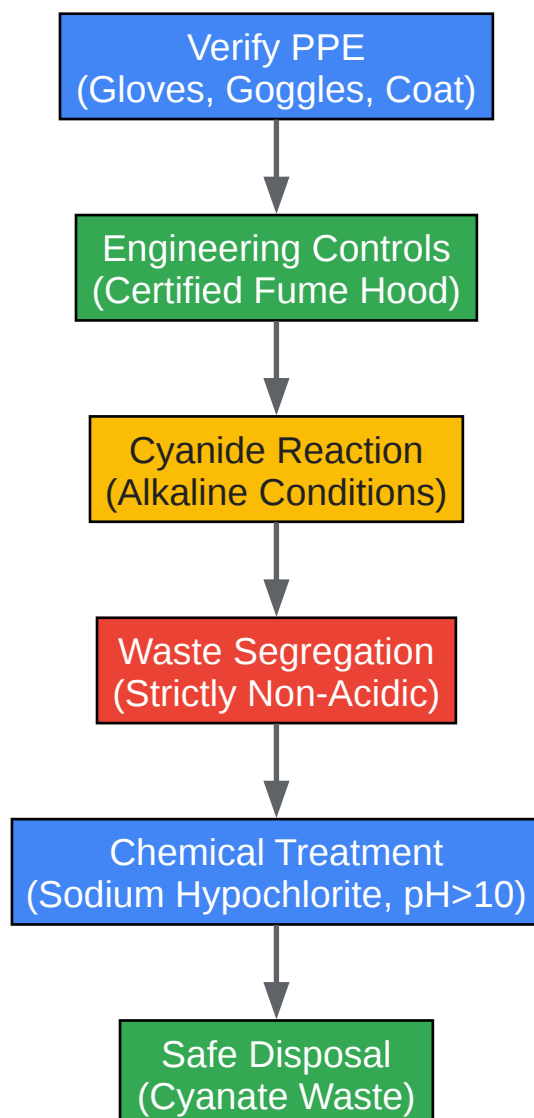 Verify PPE
(Gloves, Goggles, Coat)
Engineering Controls
(Certified Fume Hood)
Cyanide Reaction
(Alkaline Conditions)
Waste Segregation
(Strictly Non-Acidic)
Chemical Treatment
(Sodium Hypochlorite, pH>10)
Safe Disposal
(Cyanate Waste)